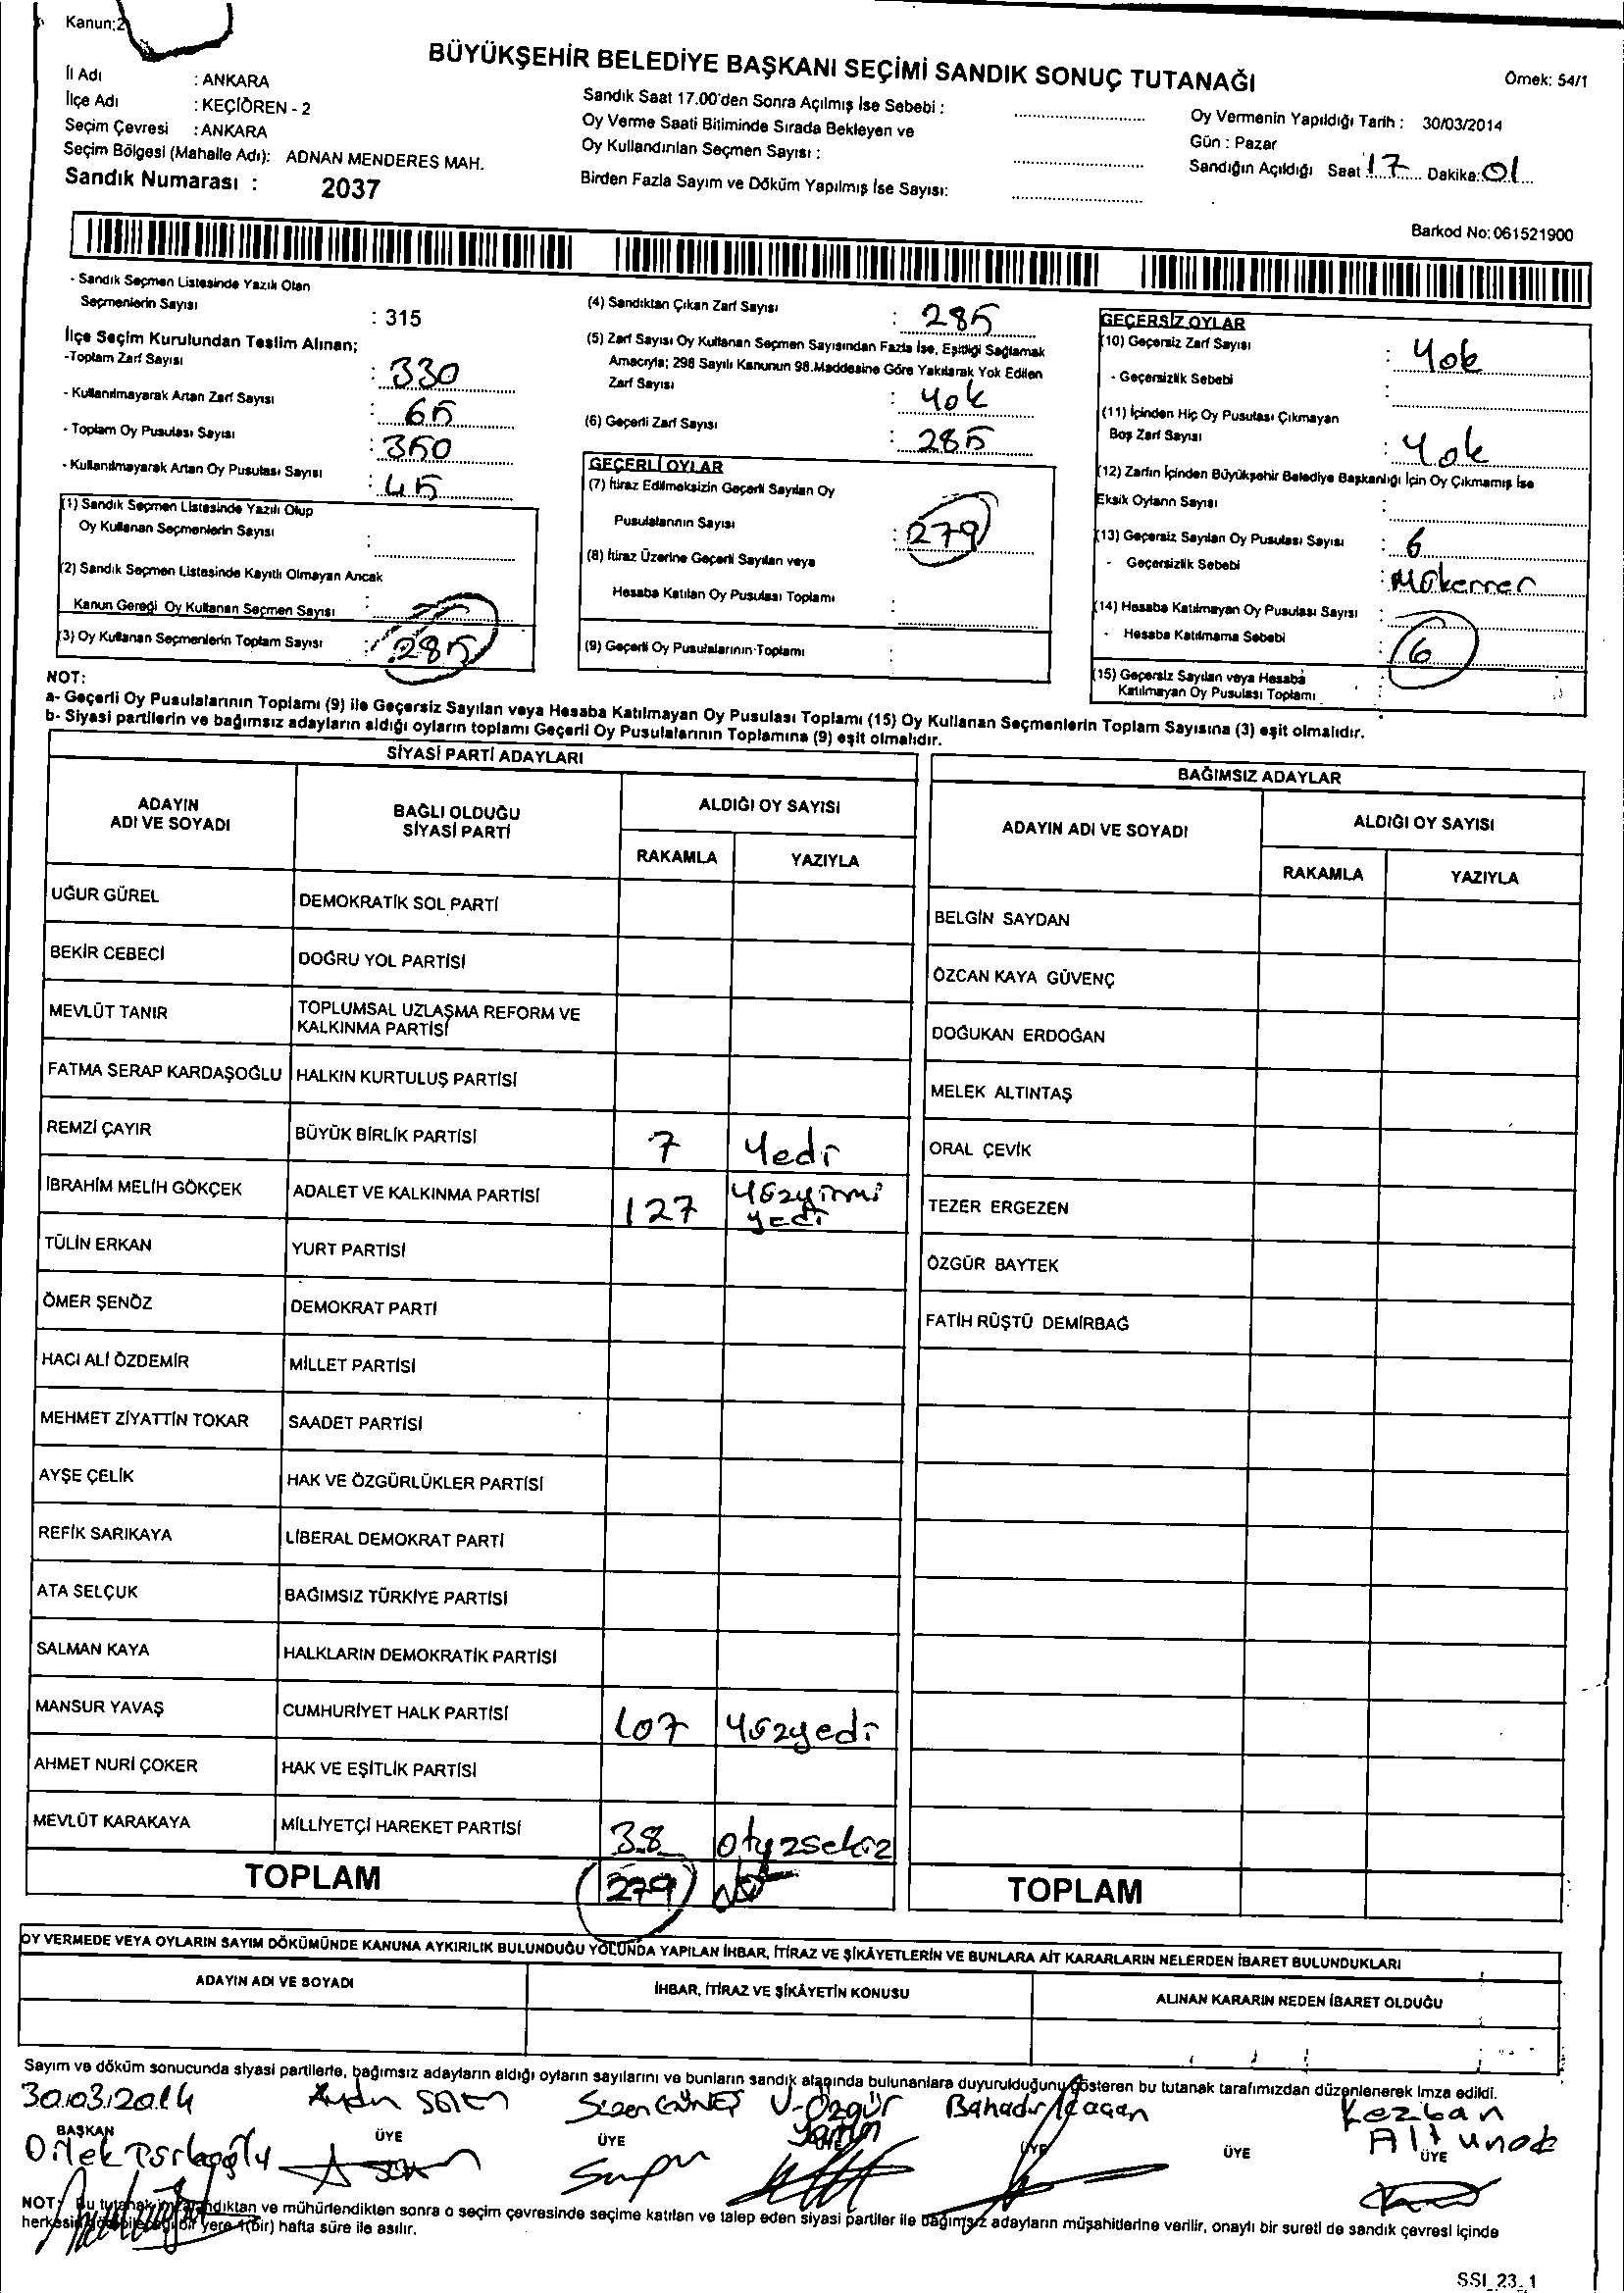 Kanun:2
BÜYÜKŞEHİR BELEDİYE BAŞKANI SEÇİMİ SANDIK SONUÇ TUTANAĞI
Örnek: 54/1
İl Adı : ANKARA
İlçe Adı : KEÇİÖREN - 2
Seçim Çevresi : ANKARA
Seçim Bölgesi (Mahalle Adı): ADNAN MENDERES MAH.
Sandık Numarası : 2037
Sandık Saat 17.00'den Sonra Açılmış İse Sebebi :
Oy Verme Saati Bitiminde Sırada Bekleyen ve
Oy Kullandırılan Seçmen Sayısı :
Birden Fazla Sayım ve Döküm Yapılmış İse Sayısı:
Oy Vermenin Yapıldığı Tarih : 30/03/2014
Gün : Pazar
Sandığın Açıldığı Saat 17 Dakika: 01
Barkod No: 061521900
- Sandık Seçmen Listesinde Yazılı Olan
Seçmenlerin Sayısı : 315
İlçe Seçim Kurulundan Teslim Alınan;
-Toplam Zarf Sayısı : 330
- Kullanılmayarak Artan Zarf Sayısı : 65
- Toplam Oy Pusulası Sayısı : 350
- Kullanılmayarak Artan Oy Pusulası Sayısı : 45
(1) Sandık Seçmen Listesinde Yazılı Olup
Oy Kullanan Seçmenlerin Sayısı :
(2) Sandık Seçmen Listesinde Kayıtlı Olmayan Ancak
Kanun Gereği Oy Kullanan Seçmen Sayısı :
(3) Oy Kullanan Seçmenlerin Toplam Sayısı : 285
(4) Sandıktan Çıkan Zarf Sayısı : 285
(5) Zarf Sayısı Oy Kullanan Seçmen Sayısından Fazla İse, Eşitliği Sağlamak
Amacıyla; 298 Sayılı Kanunun 98.Maddesine Göre Yakılarak Yok Edilen
Zarf Sayısı : Yok
(6) Geçerli Zarf Sayısı : 285
GEÇERLİ OYLAR
(7) İtiraz Edilmeksizin Geçerli Sayılan Oy
Pusulalarının Sayısı : 279
(8) İtiraz Üzerine Geçerli Sayılan veya
Hesaba Katılan Oy Pusulası Toplamı :
(9) Geçerli Oy Pusulalarının Toplamı :
GEÇERSİZ OYLAR
(10) Geçersiz Zarf Sayısı : Yok
- Geçersizlik Sebebi :
(11) İçinden Hiç Oy Pusulası Çıkmayan
Boş Zarf Sayısı : Yok
(12) Zarfın İçinden Büyükşehir Belediye Başkanlığı İçin Oy Çıkmamış İse
Eksik Oyların Sayısı :
(13) Geçersiz Sayılan Oy Pusulası Sayısı : 6
- Geçersizlik Sebebi : Mükerrer
(14) Hesaba Katılmayan Oy Pusulası Sayısı :
- Hesaba Katılmama Sebebi : 6
(15) Geçersiz Sayılan veya Hesaba
Katılmayan Oy Pusulası Toplamı :
NOT:
a- Geçerli Oy Pusulalarının Toplamı (9) ile Geçersiz Sayılan veya Hesaba Katılmayan Oy Pusulası Toplamı (15) Oy Kullanan Seçmenlerin Toplam Sayısına (3) eşit olmalıdır.
b- Siyasi partilerin ve bağımsız adayların aldığı oyların toplamı Geçerli Oy Pusulalarının Toplamına (9) eşit olmalıdır.
SİYASİ PARTİ ADAYLARI
ADAYIN ADI VE SOYADI
BAĞLI OLDUĞU SİYASİ PARTİ
ALDIĞI OY SAYISI
RAKAMLA YAZIYLA
UĞUR GÜREL DEMOKRATİK SOL PARTİ
BEKİR CEBECİ DOĞRU YOL PARTİSİ
MEVLÜT TANIR TOPLUMSAL UZLAŞMA REFORM VE
KALKINMA PARTİSİ
FATMA SERAP KARDAŞOĞLU HALKIN KURTULUŞ PARTİSİ
REMZİ ÇAYIR BÜYÜK BİRLİK PARTİSİ 7 Yedi
İBRAHİM MELİH GÖKÇEK ADALET VE KALKINMA PARTİSİ 127 Yüzyirmi
yedi
TÜLİN ERKAN YURT PARTİSİ
ÖMER ŞENÖZ DEMOKRAT PARTİ
HACI ALİ ÖZDEMİR MİLLET PARTİSİ
MEHMET ZİYATTİN TOKAR SAADET PARTİSİ
AYŞE ÇELİK HAK VE ÖZGÜRLÜKLER PARTİSİ
REFİK SARIKAYA LİBERAL DEMOKRAT PARTİ
ATA SELÇUK BAĞIMSIZ TÜRKİYE PARTİSİ
SALMAN KAYA HALKLARIN DEMOKRATİK PARTİSİ
MANSUR YAVAŞ CUMHURİYET HALK PARTİSİ 107 Yüzyedi
AHMET NURİ ÇOKER HAK VE EŞİTLİK PARTİSİ
MEVLÜT KARAKAYA MİLLİYETÇİ HAREKET PARTİSİ 38 otuzsekiz
TOPLAM 279
BAĞIMSIZ ADAYLAR
ADAYIN ADI VE SOYADI
ALDIĞI OY SAYISI
RAKAMLA YAZIYLA
BELGİN SAYDAN
ÖZCAN KAYA GÜVENÇ
DOĞUKAN ERDOĞAN
MELEK ALTINTAŞ
ORAL ÇEVİK
TEZER ERGEZEN
ÖZGÜR BAYTEK
FATİH RÜŞTÜ DEMİRBAĞ
TOPLAM
OY VERMEDE VEYA OYLARIN SAYIM DÖKÜMÜNDE KANUNA AYKIRILIK BULUNDUĞU YOLUNDA YAPILAN İHBAR, İTİRAZ VE ŞİKÂYETLERİN VE BUNLARA AİT KARARLARIN NELERDEN İBARET BULUNDUKLARI
ADAYIN ADI VE SOYADI İHBAR, İTİRAZ VE ŞİKÂYETİN KONUSU ALINAN KARARIN NEDEN İBARET OLDUĞU
Sayım ve döküm sonucunda siyasi partilerle, bağımsız adayların aldığı oyların sayılarını ve bunların sandık alanında bulunanlara duyurulduğunu gösteren bu tutanak tarafımızdan düzenlenerek imza edildi.
30.03.2014 Aydın Sezen GÜNEŞ U-Özgür Bahadır Kezban
BAŞKAN ÜYE ÜYE ÜYE ÜYE ÜYE Altunok
Dilek ÜYE
NOT: Bu tutanak imzalandıktan ve mühürlendikten sonra o seçim çevresinde seçime katılan ve talep eden siyasi partiler ile bağımsız adayların müşahitlerine verilir, onaylı bir sureti de sandık çevresi içinde
herkesin görebileceği bir yere 1(bir) hafta süre ile asılır.
SSI_23_1